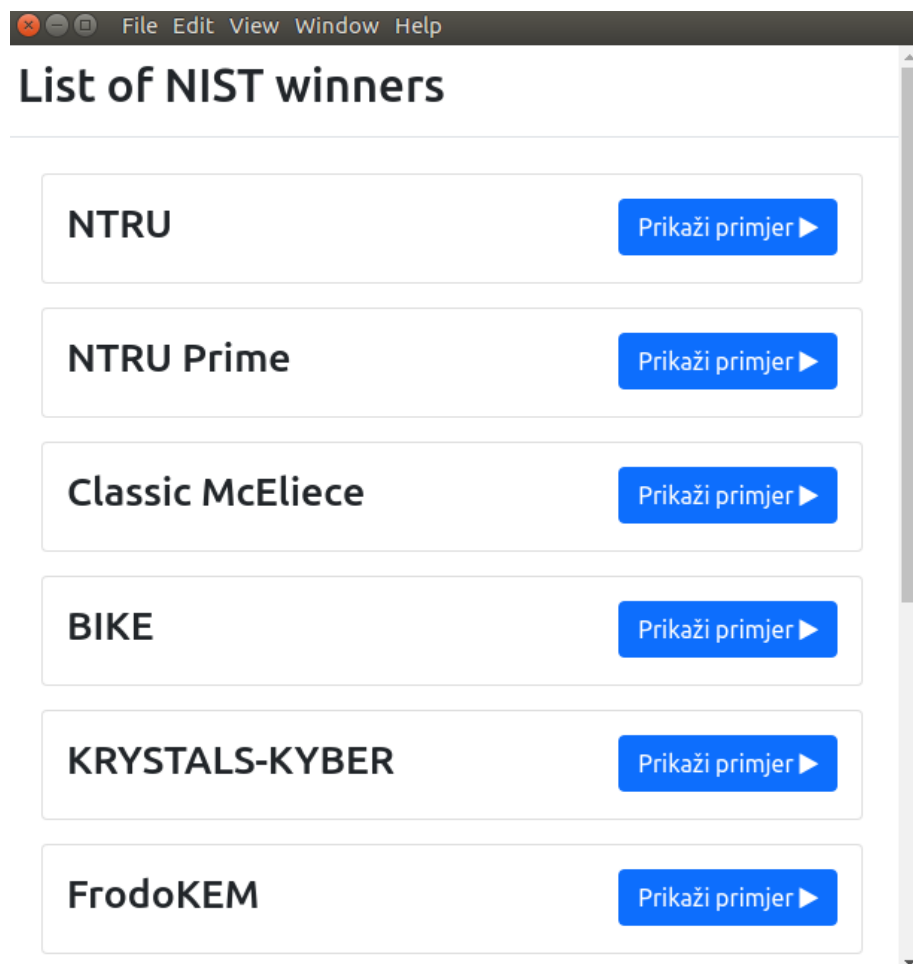 File Edit View Window Help
List of NIST winners
NTRU
Prikaži primjer
NTRU Prime
Prikaži primjer
Classic McEliece
Prikaži primjer
BIKE
Prikaži primjer
KRYSTALS-KYBER
Prikaži primjer
FrodoKEM
Prikaži primjer